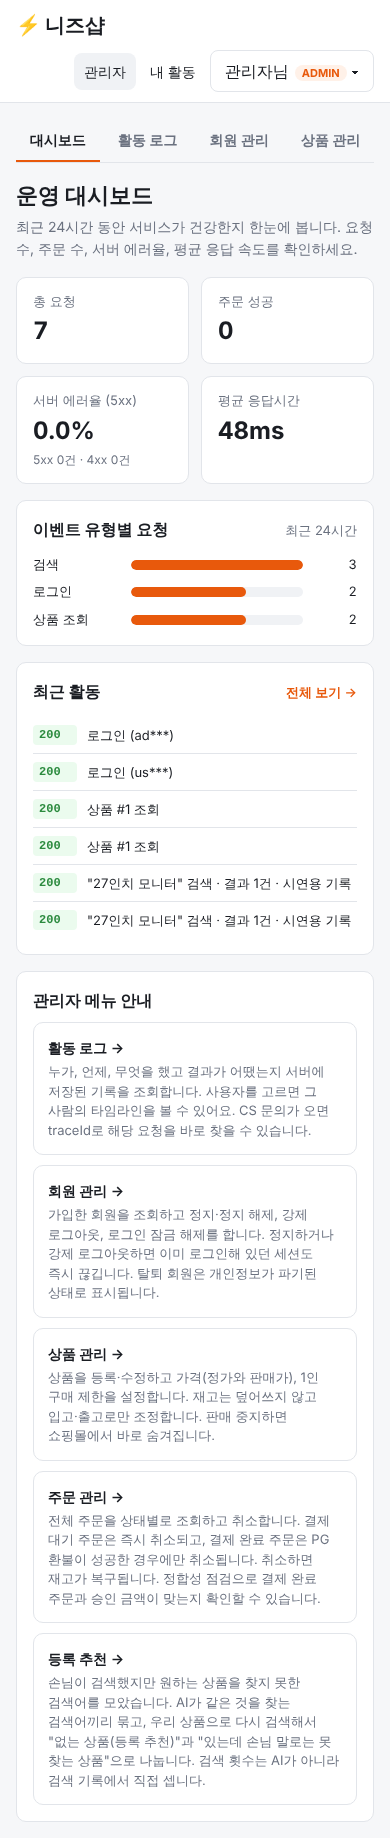 ⚡ 니즈샵
관리자 내 활동 관리자님 ADMIN
대시보드 활동 로그 회원 관리 상품 관리
운영 대시보드
최근 24시간 동안 서비스가 건강한지 한눈에 봅니다. 요청
수, 주문 수, 서버 에러율, 평균 응답 속도를 확인하세요.
총 요청
7
주문 성공
0
서버 에러율 (5xx)
0.0%
5xx 0건 · 4xx 0건
평균 응답시간
48ms
이벤트 유형별 요청 최근 24시간
검색 3
로그인 2
상품 조회 2
최근 활동 전체 보기 →
200 로그인 (ad***)
200 로그인 (us***)
200 상품 #1 조회
200 상품 #1 조회
200 "27인치 모니터" 검색 · 결과 1건 · 시연용 기록
200 "27인치 모니터" 검색 · 결과 1건 · 시연용 기록
관리자 메뉴 안내
활동 로그 →
누가, 언제, 무엇을 했고 결과가 어땠는지 서버에
저장된 기록을 조회합니다. 사용자를 고르면 그
사람의 타임라인을 볼 수 있어요. CS 문의가 오면
traceId로 해당 요청을 바로 찾을 수 있습니다.
회원 관리 →
가입한 회원을 조회하고 정지·정지 해제, 강제
로그아웃, 로그인 잠금 해제를 합니다. 정지하거나
강제 로그아웃하면 이미 로그인해 있던 세션도
즉시 끊깁니다. 탈퇴 회원은 개인정보가 파기된
상태로 표시됩니다.
상품 관리 →
상품을 등록·수정하고 가격(정가와 판매가), 1인
구매 제한을 설정합니다. 재고는 덮어쓰지 않고
입고·출고로만 조정합니다. 판매 중지하면
쇼핑몰에서 바로 숨겨집니다.
주문 관리 →
전체 주문을 상태별로 조회하고 취소합니다. 결제
대기 주문은 즉시 취소되고, 결제 완료 주문은 PG
환불이 성공한 경우에만 취소됩니다. 취소하면
재고가 복구됩니다. 정합성 점검으로 결제 완료
주문과 승인 금액이 맞는지 확인할 수 있습니다.
등록 추천 →
손님이 검색했지만 원하는 상품을 찾지 못한
검색어를 모았습니다. AI가 같은 것을 찾는
검색어끼리 묶고, 우리 상품으로 다시 검색해서
"없는 상품(등록 추천)"과 "있는데 손님 말로는 못
찾는 상품"으로 나눕니다. 검색 횟수는 AI가 아니라
검색 기록에서 직접 셉니다.